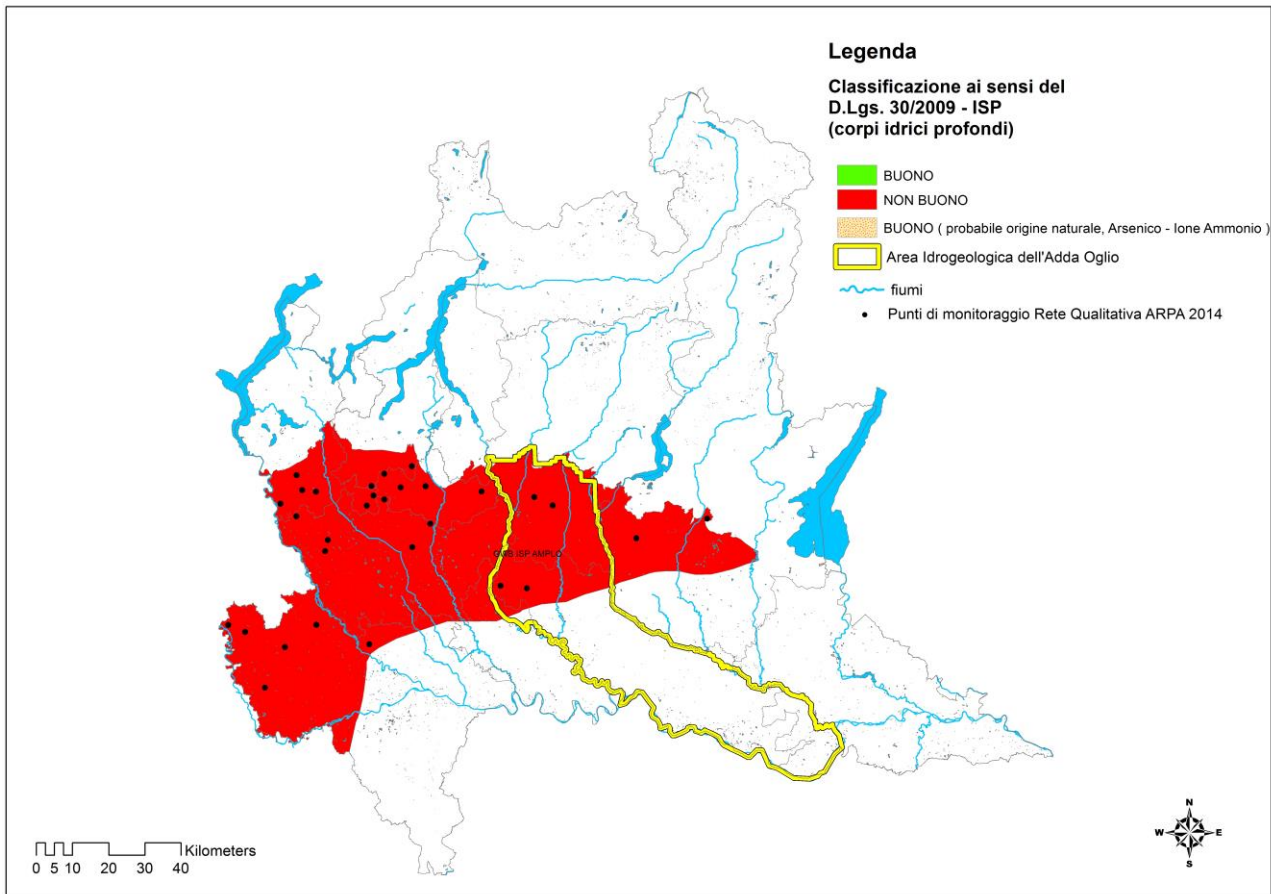 Legenda
Classificazione ai sensi del
D.Lgs. 30/2009 - ISP
(corpi idrici profondi)
BUONO
NON BUONO
BUONO ( probabile origine naturale, Arsenico - Ione Ammonio )
Area Idrogeologica dell'Adda Oglio
fiumi
Punti di monitoraggio Rete Qualitativa ARPA 2014
GWB ISP AMPLO
N
W E
S
Kilometers
0 5 10 20 30 40